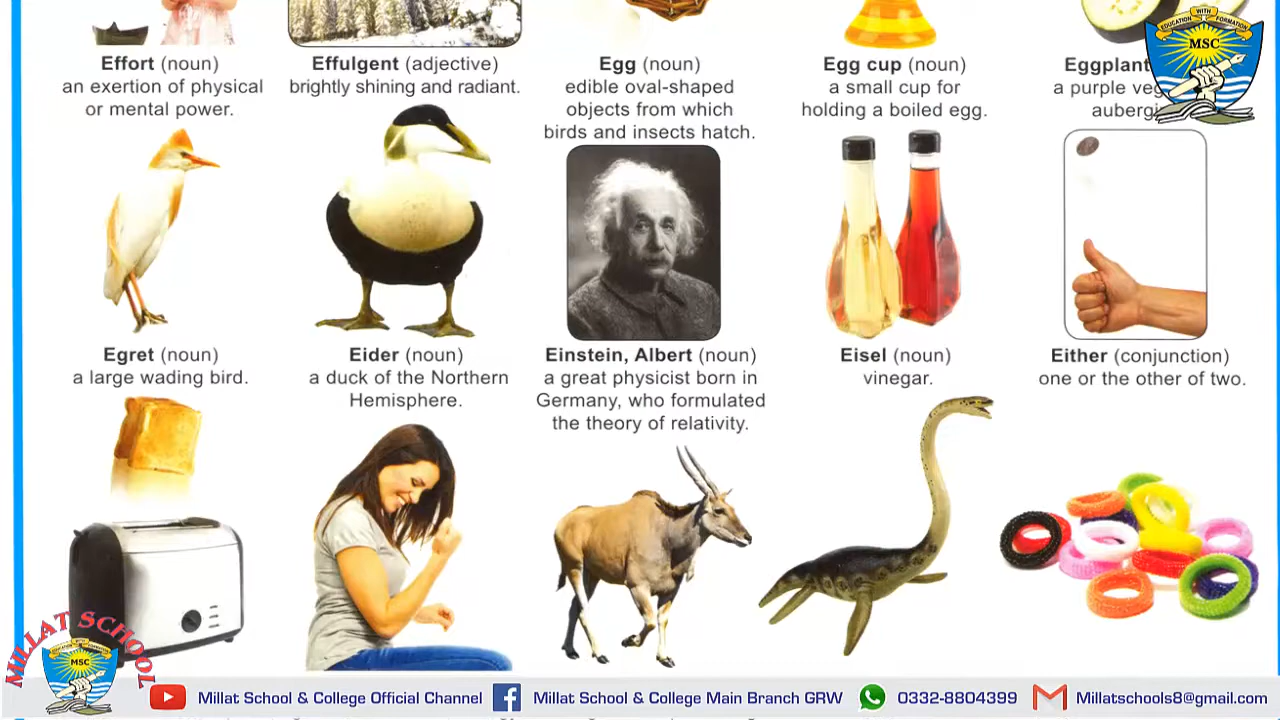 Effort (noun)
an exertion of physical
or mental power.
Effulgent (adjective)
brightly shining and radiant.
Egg (noun)
edible oval-shaped
objects from which
birds and insects hatch.
Egg cup (noun)
a small cup for
holding a boiled egg.
Eggplant
a purple
EDUCATION WITH FORMATION
MSC
Egret (noun)
a large wading bird.
Eider (noun)
a duck of the Northern
Hemisphere.
Einstein, Albert (noun)
a great physicist born in
Germany, who formulated
the theory of relativity.
Eisel (noun)
vinegar.
Either (conjunction)
one or the other of two.
MILLAT SCHOOL
EDUCATION WITH FORMATION
MSC
Millat School & College Official Channel
Millat School & College Main Branch GRW
0332-8804399
Millatschools8@gmail.com